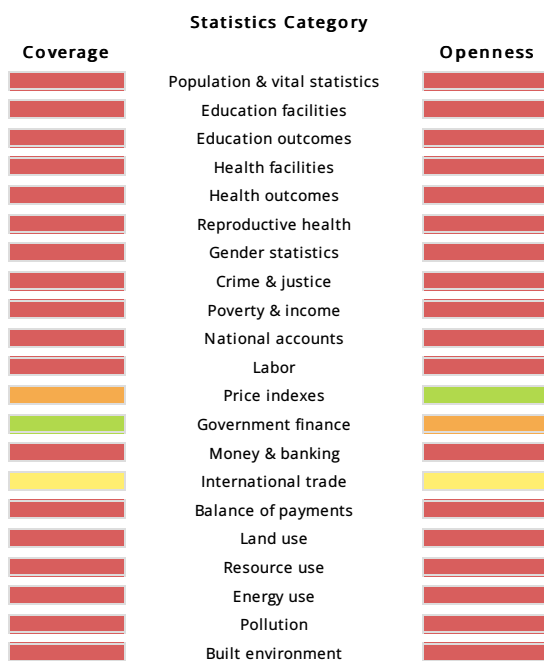 Statistics Category
Coverage Openness
Population & vital statistics
Education facilities
Education outcomes
Health facilities
Health outcomes
Reproductive health
Gender statistics
Crime & justice
Poverty & income
National accounts
Labor
Price indexes
Government finance
Money & banking
International trade
Balance of payments
Land use
Resource use
Energy use
Pollution
Built environment